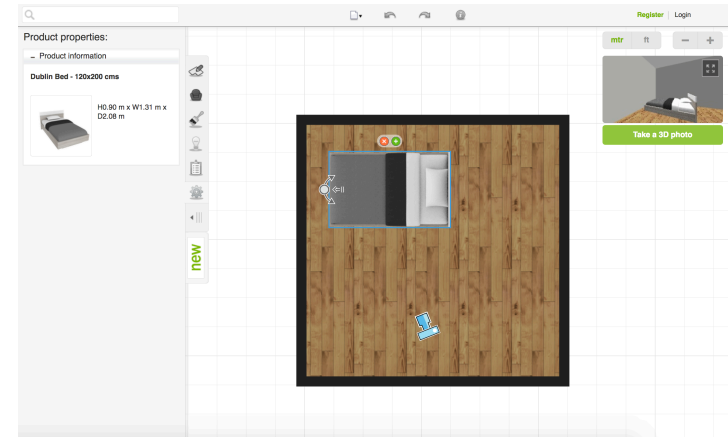 Register
Login
Product properties:
Product information
mtr
ft
Dublin Bed - 120x200 cms
H0.90 m x W1.31 m x
D2.08 m
Take a 3D photo
new